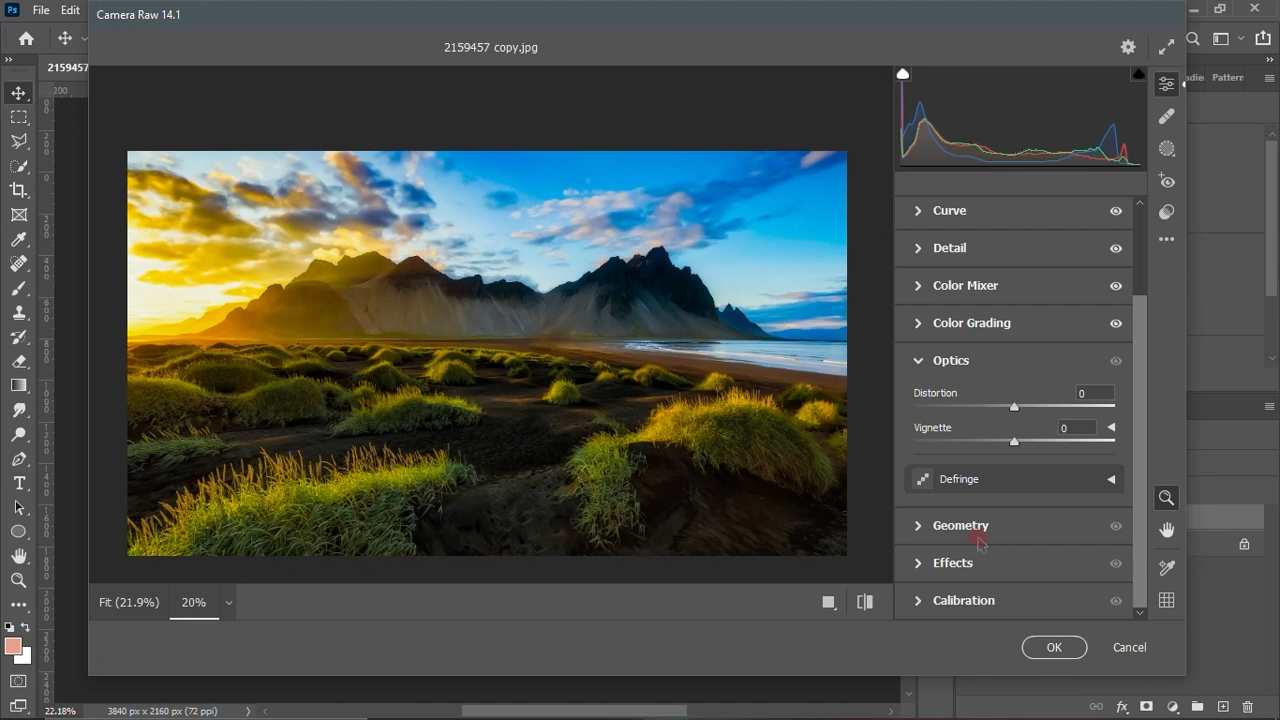 Ps File Edit
Camera Raw 14.1
2159457 copy.jpg
2159457
Pattern
200
Curve
Detail
Color Mixer
Color Grading
Optics
Distortion 0
Vignette 0
Defringe
Geometry
Effects
Calibration
Fit (21.9%) 20%
OK Cancel
22.18% 3840 px x 2160 px (72 ppi)
fx